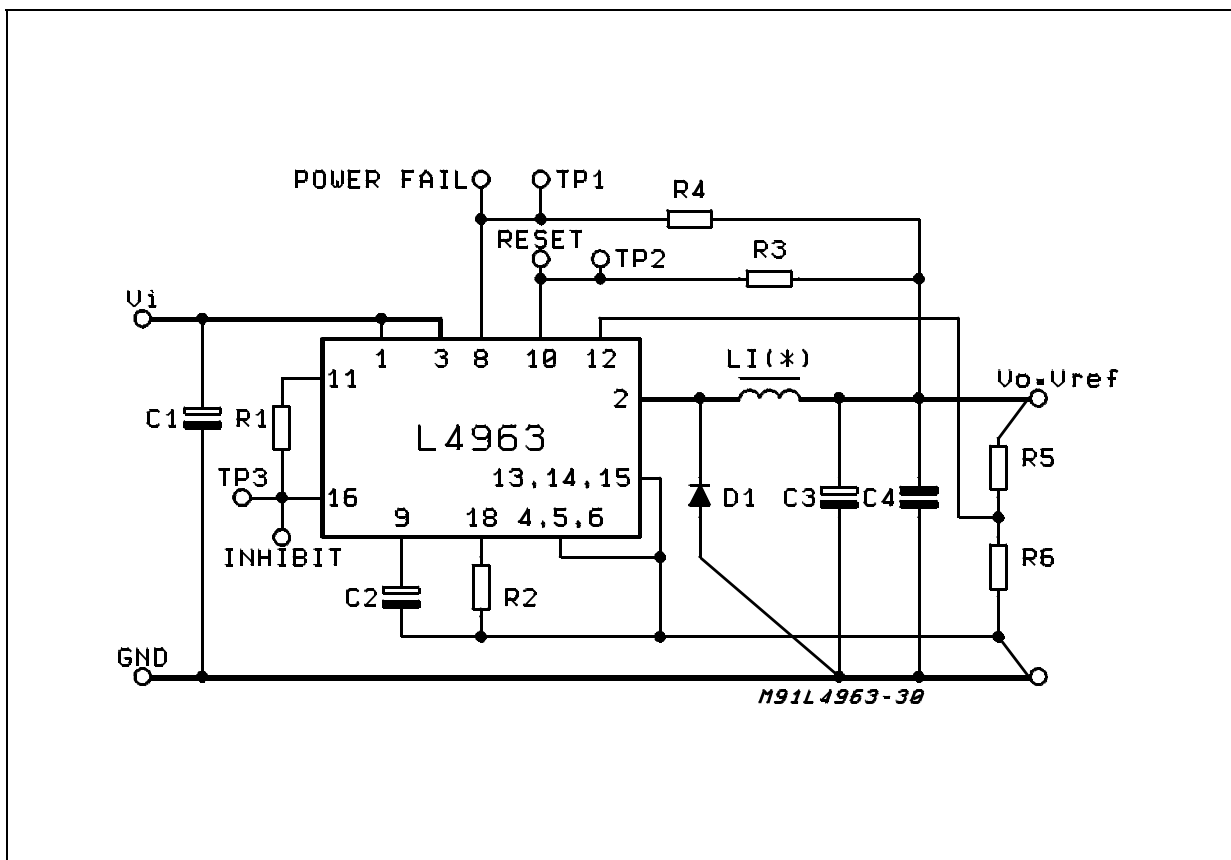 POWER FAIL
TP1
R4
RESET
TP2
R3
Vi
1 3 8 10 12
LI(*)
Vo=Vref
11
2
C1
R1
L4963
TP3
13,14,15
D1
C3
C4
R5
16
9 18 4,5,6
INHIBIT
C2
R2
R6
GND
M91L4963-30